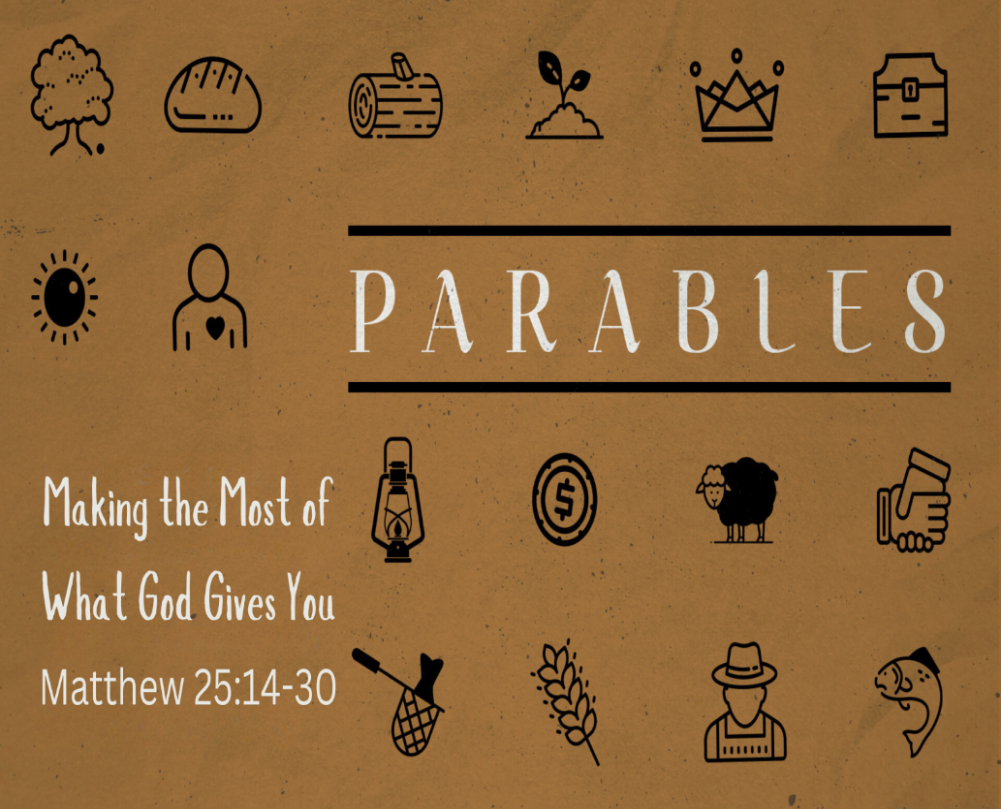 PARABLES
Making the Most of
What God Gives You
Matthew 25:14-30
$